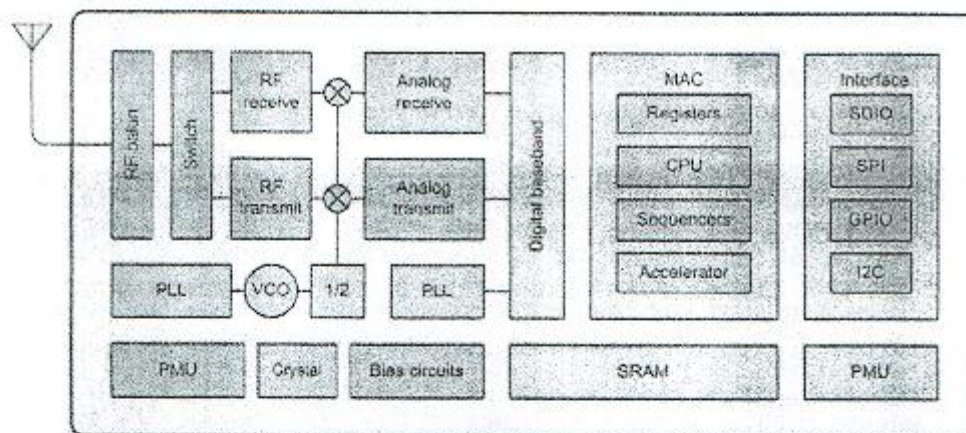 RF balun
Switch
RF
receive
Analog
receive
RF
transmit
Analog
transmit
PLL
VCO
1/2
PLL
Digital baseband
MAC
Registers
CPU
Sequencers
Accelerator
Interface
SDIO
SPI
GPIO
I2C
PMU
Crystal
Bias circuits
SRAM
PMU